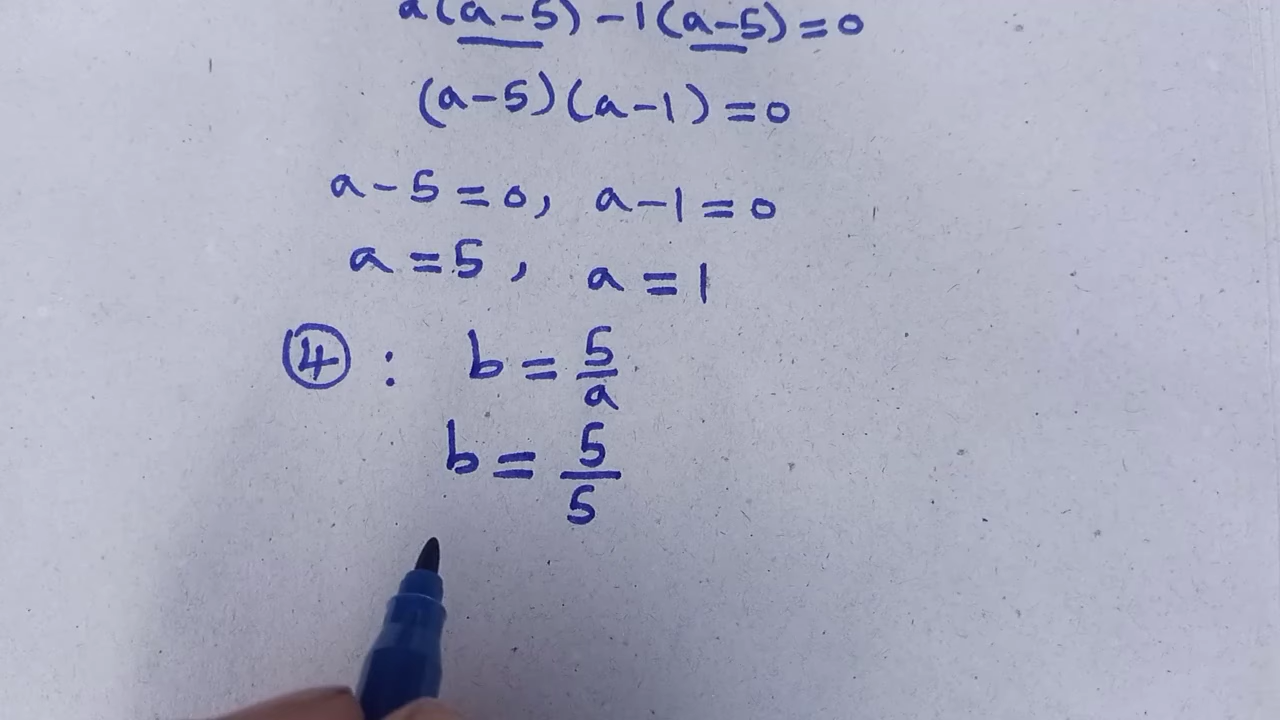 a(a-5)-1(a-5)=0
(a-5)(a-1)=0
a-5=0, a-1=0
a=5, a=1
④: b=5/a
b=5/5